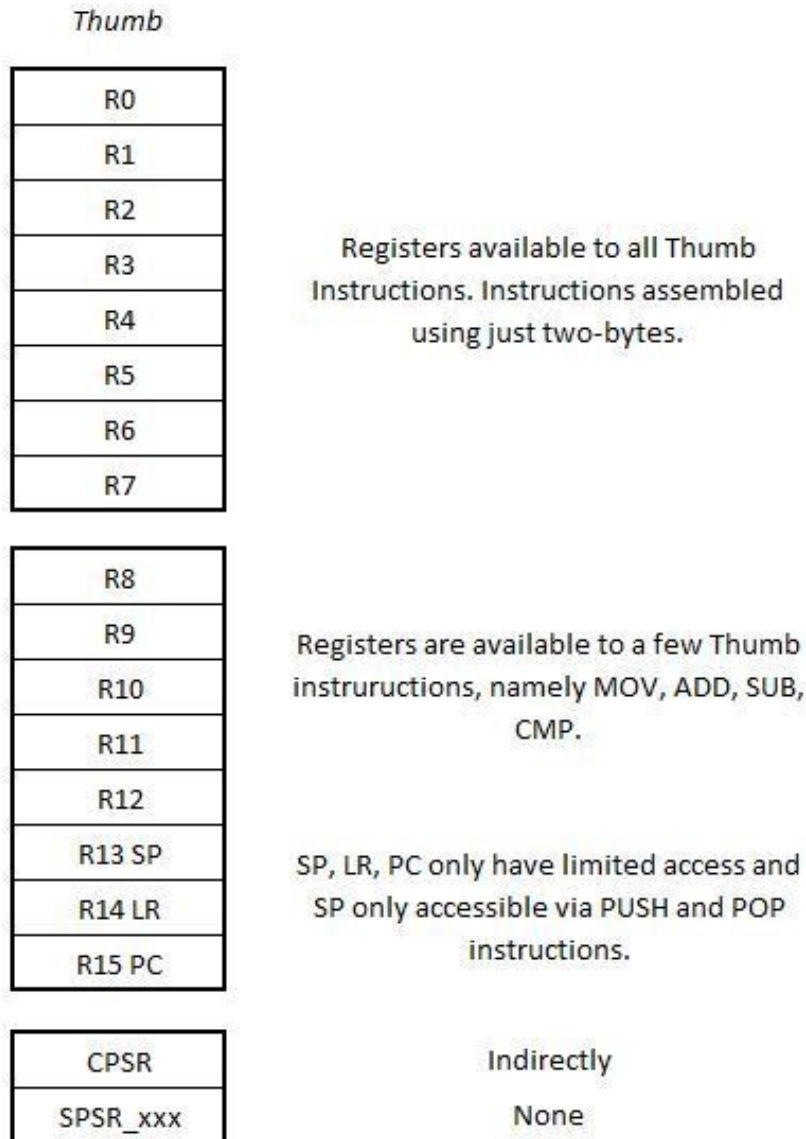 Thumb
R0
R1
R2
R3
R4
R5
R6
R7
Registers available to all Thumb
Instructions. Instructions assembled
using just two-bytes.
R8
R9
R10
R11
R12
R13 SP
R14 LR
R15 PC
Registers are available to a few Thumb
instruructions, namely MOV, ADD, SUB,
CMP.
SP, LR, PC only have limited access and
SP only accessible via PUSH and POP
instructions.
CPSR
Indirectly
SPSR_xxx
None